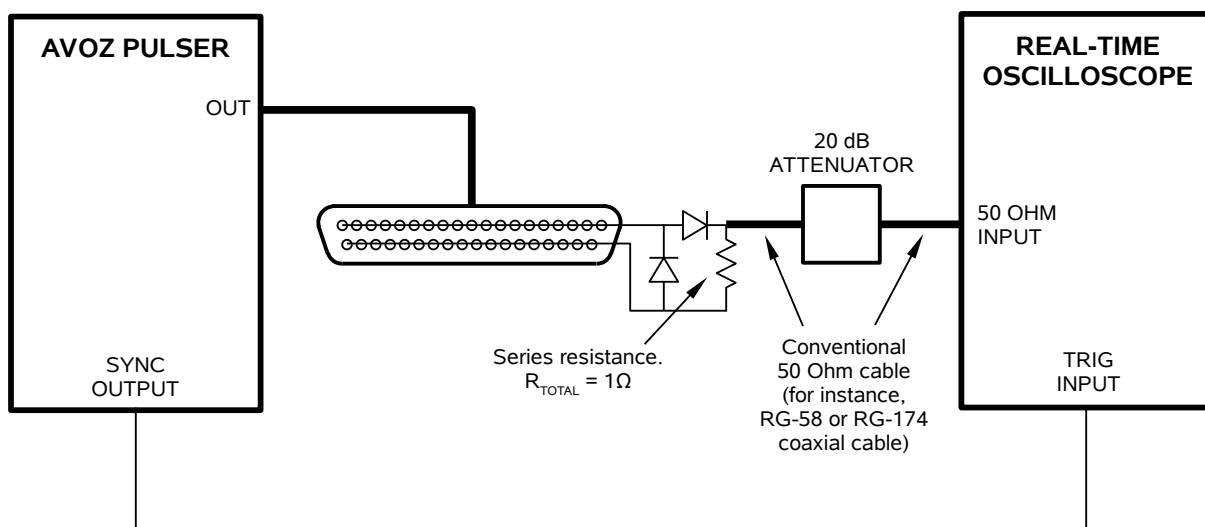 AVOZ PULSER
OUT
SYNC
OUTPUT
Series resistance.
RTOTAL = 1Ω
20 dB
ATTENUATOR
Conventional
50 Ohm cable
(for instance,
RG-58 or RG-174
coaxial cable)
REAL-TIME
OSCILLOSCOPE
50 OHM
INPUT
TRIG
INPUT